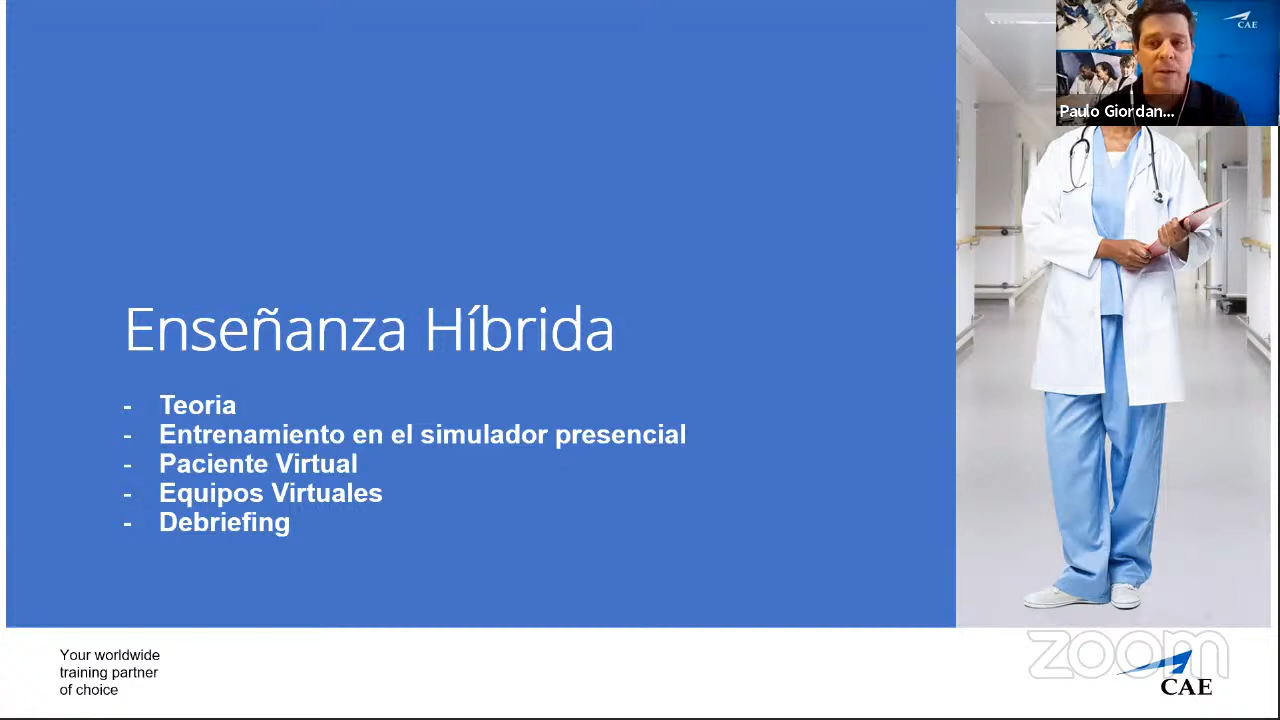 CAE
Paulo Giordan...
Enseñanza Híbrida
- Teoria
- Entrenamiento en el simulador presencial
- Paciente Virtual
- Equipos Virtuales
- Debriefing
Your worldwide
training partner
of choice
zoom
CAE